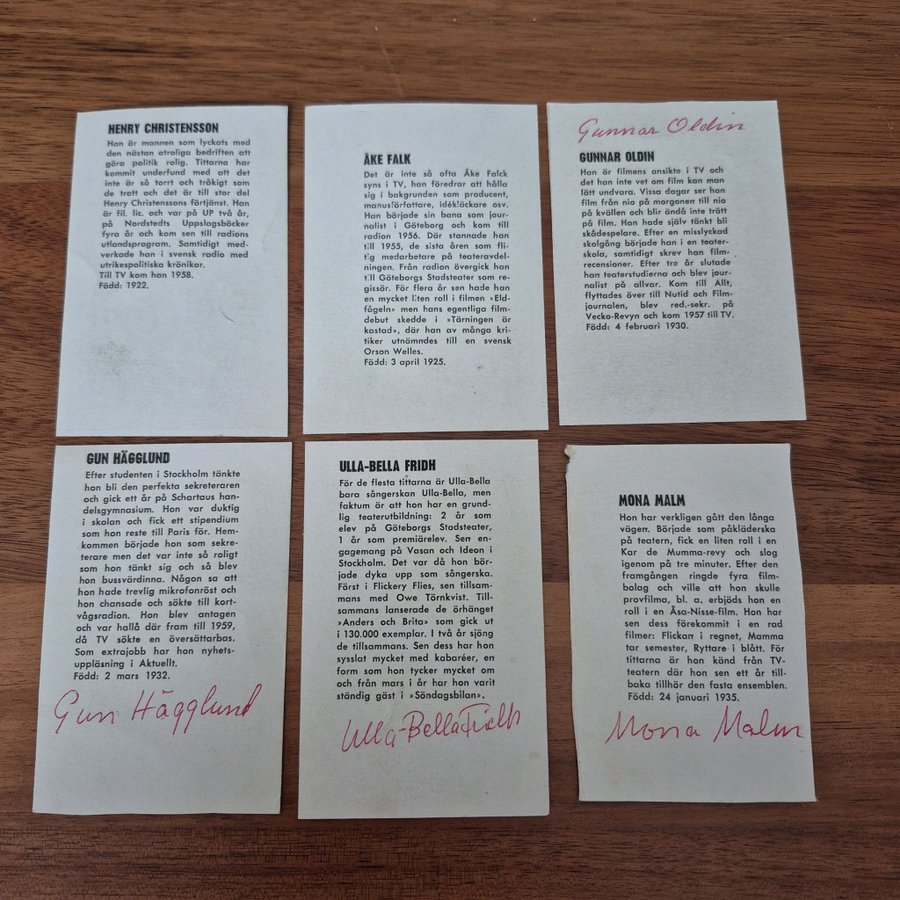 HENRY CHRISTENSSON
Han är mannen som lyckats med
den nästan otroliga bedriften att
göra politik rolig. Tittarna har
kommit underfund med att det
inte är så torrt och tråkigt som
de trott och det är till stor del
Henry Christenssons förtjänst. Han
är fil. lic. och var på UP två år,
på Nordstedts Uppslagsböcker
fyra år och kom sen till radions
utlandsprogram. Samtidigt med-
verkade han i svensk radio med
utrikespolitiska krönikor.
Till TV kom han 1958.
Född: 1922.
ÅKE FALK
Det är inte så ofta Åke Falck
syns i TV, han föredrar att hålla
sig i bakgrunden som producent,
manusförfattare, idékläckare osv.
Han började sin bana som jour-
nalist i Göteborg och kom till
radion 1956. Där stannade han
till 1955, de sista åren som fli-
tig medarbetare på teateravdel-
ningen. Från radion övergick han
till Göteborgs Stadsteater som re-
gissör. För flera år sen hade han
en mycket liten roll i filmen »Eld-
fågeln» men hans egentliga film-
debut skedde i »Tärningen är
kastad», där han av många kri-
tiker utnämndes till en svensk
Orson Welles.
Född: 3 april 1925.
Gunnar Oldin
GUNNAR OLDIN
Han är filmens ansikte i TV och
det han inte vet om film kan man
lätt undvara. Vissa dagar ser han
film från nio på morgonen till nio
på kvällen och blir ändå inte trött
på film. Han hade själv tänkt bli
skådespelare. Efter en misslyckad
skolgång började han i en teater-
skola, samtidigt skrev han film-
recensioner. Efter tro år slutade
han teaterstudierna och blev jour-
nalist på allvar. Kom till Allt,
flyttades över till Nutid och Film-
journalen, blev red.-sekr. på
Vecka-Revyn och kom 1957 till TV.
Född: 4 februari 1930.
GUN HÄGGLUND
Efter studenten i Stockholm tänkte
hon bli den perfekta sekreteraren
och gick ett år på Schartaus han-
delsgymnasium. Hon var duktig
i skolan och fick ett stipendium
som hon reste till Paris för. Hem-
kommen började hon som sekre-
terare men det var inte så roligt
som hon tänkt sig och så blev
hon bussvärdinna. Någon sa att
hon hade trevlig mikrofonröst och
hon chansade och sökte till kort-
vågsradion. Hon blev antagen
och var hallå där fram till 1959,
då TV sökte en översättarbas.
Som extrajobb har hon nyhets-
uppläsning i Aktuellt.
Född: 2 mars 1932.
Gun Hägglund
ULLA-BELLA FRIDH
För de flesta tittarna är Ulla-Bella
bara sångerskan Ulla-Bella, men
faktum är att hon har en grund-
lig teaterutbildning: 2 år som
elev på Göteborgs Stadsteater,
1 år som premiärelev. Sen en-
gagemang på Vasan och Ideon i
Stockholm. Det var då hon bör-
jade dyka upp som sångerska.
Först i Flickery Flies, sen tillsam-
mans med Owe Törnkvist. Till-
sammans lanserade de örhänget
»Anders och Brita» som gick ut
i 130.000 exemplar. I två år sjöng
de tillsammans. Sen dess har hon
sysslat mycket med kabaréer, en
form som hon tycker mycket om
och från mars i år har hon varit
ständig gäst i »Söndagsbilan».
Ulla-Bella Fridh
MONA MALM
Hon har verkligen gått den långa
vägen. Började som påkläderska
på teatern, fick en liten roll i en
Kar de Mumma-revy och slog
igenom på tre minuter. Efter den
framgången ringde fyra film-
bolag och ville att hon skulle
provfilma, bl. a. erbjöds hon en
roll i en Åsa-Nisse-film. Hon har
sen dess förekommit i en rad
filmer: Flickan i regnet, Mamma
tar semester, Ryttare i blått. För
tittarna är hon känd från TV-
teatern där hon sen ett år till-
baka tillhör den fasta ensemblen.
Född: 24 januari 1935.
Mona Malm